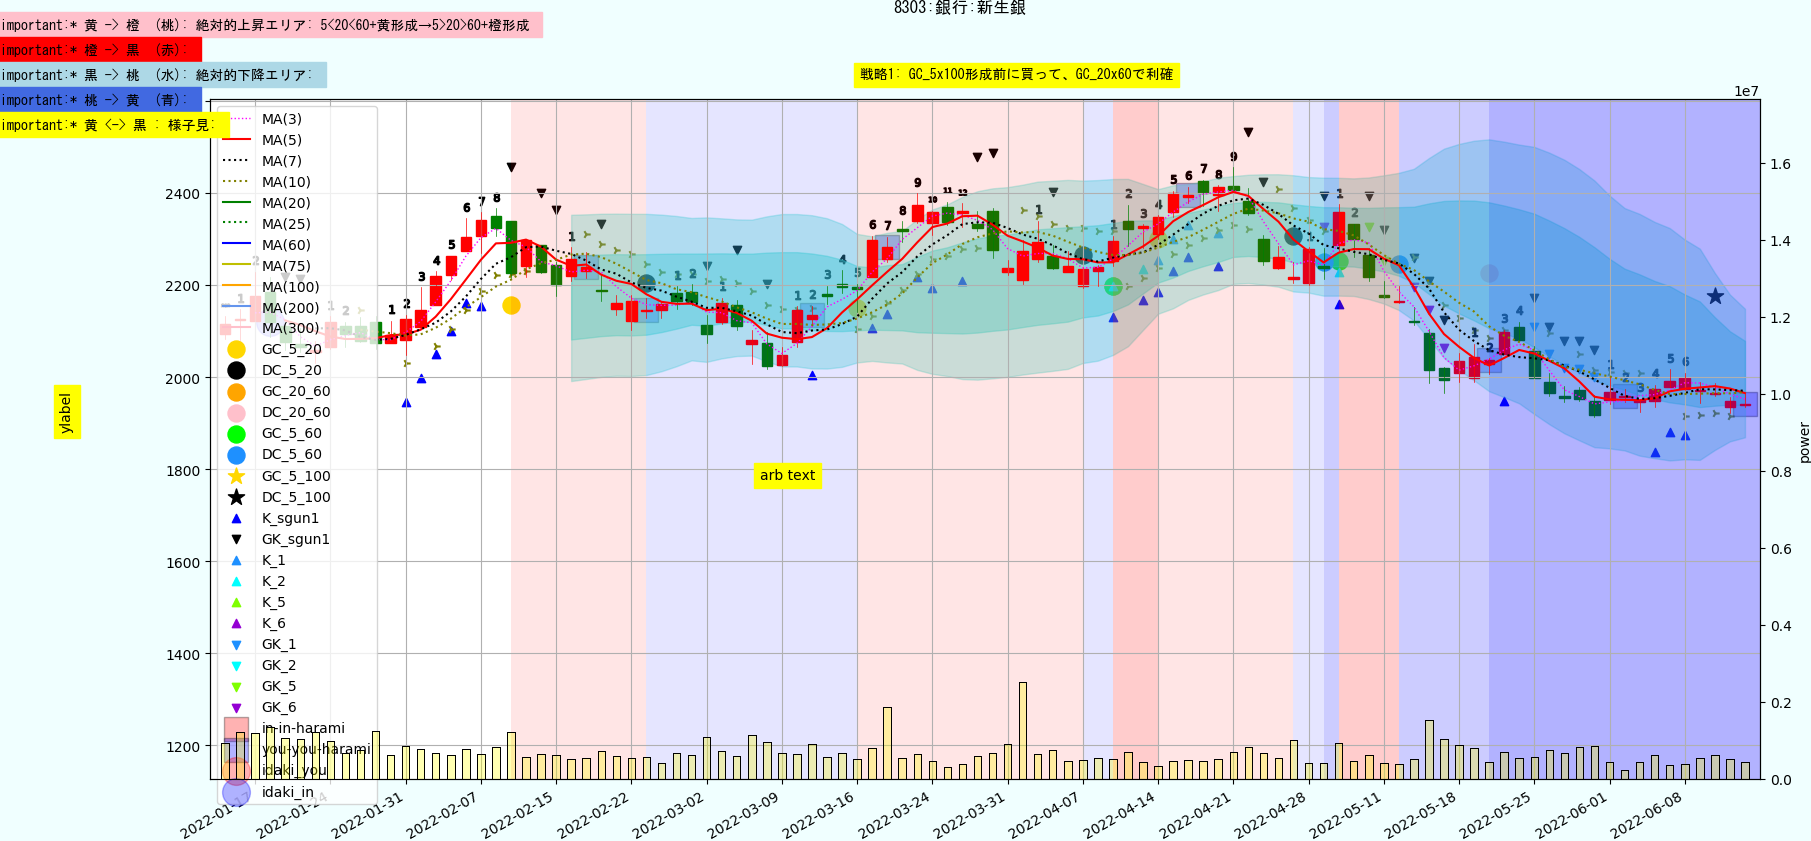 8303:銀行:新生銀
important:* 黄 -> 橙 (桃): 絶対的上昇エリア: 5<20<60+黄形成→5>20>60+橙形成
important:* 橙 -> 黒 (赤):
important:* 黒 -> 桃 (水): 絶対的下降エリア:
戦略1: GC_5x100形成前に買って、GC_20x60で利確
important:* 桃 -> 黄 (青):
important:* 黄 <-> 黒 : 様子見:
1e7
MA(3)
MA(5)
MA(7)
MA(10)
MA(20)
MA(25)
MA(60)
MA(75)
MA(100)
MA(200)
MA(300)
GC_5_20
DC_5_20
GC_20_60
DC_20_60
GC_5_60
DC_5_60
GC_5_100
DC_5_100
K_sgun1
GK_sgun1
K_1
K_2
K_5
K_6
GK_1
GK_2
GK_5
GK_6
in-in-harami
you-you-harami
idaki_you
idaki_in
2400
2200
2000
1800
1600
1400
1200
ylabel
arb text
1.6
1.4
1.2
1.0
0.8
0.6
0.4
0.2
0.0
power
2022-01-17
2022-01-24
2022-01-31
2022-02-07
2022-02-15
2022-02-22
2022-03-02
2022-03-09
2022-03-16
2022-03-24
2022-03-31
2022-04-07
2022-04-14
2022-04-21
2022-04-28
2022-05-11
2022-05-18
2022-05-25
2022-06-01
2022-06-08